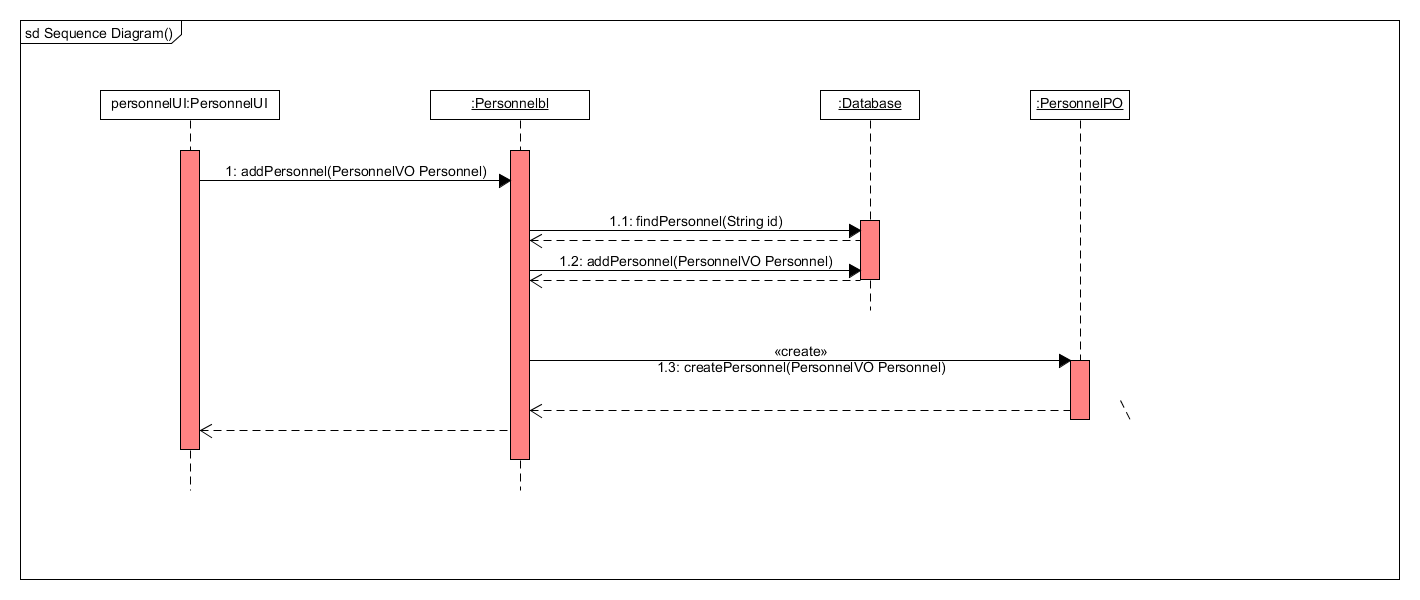 sd Sequence Diagram()
personnelUI:PersonnelUI
:Personnelbl
:Database
:PersonnelPO
1: addPersonnel(PersonnelVO Personnel)
1.1: findPersonnel(String id)
1.2: addPersonnel(PersonnelVO Personnel)
«create»
1.3: createPersonnel(PersonnelVO Personnel)